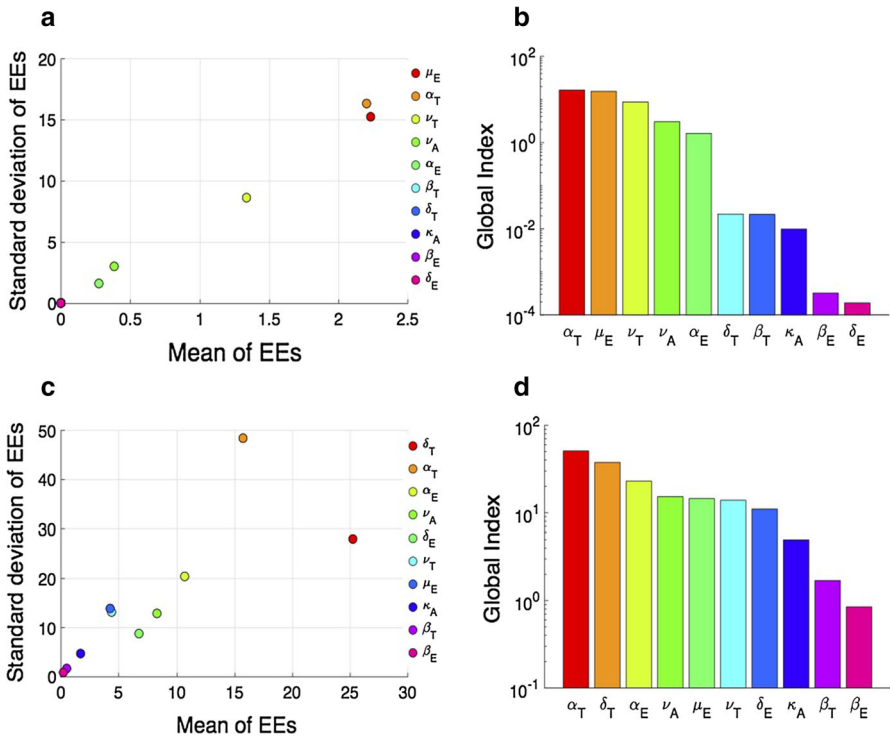 a
Standard deviation of EEs
20
15
10
5
0
0 0.5 1 1.5 2 2.5
Mean of EEs
μE
αT
νT
νA
αE
βT
δT
κA
βE
δE
b
Global Index
10^2
10^0
10^-2
10^-4
αT μE νT νA αE δT βT κA βE δE
c
Standard deviation of EEs
50
40
30
20
10
0
0 5 10 15 20 25 30
Mean of EEs
δT
αT
αE
νA
δE
νT
μE
κA
βT
βE
d
Global Index
10^2
10^1
10^0
10^-1
αT δT αE νA μE νT δE κA βT βE